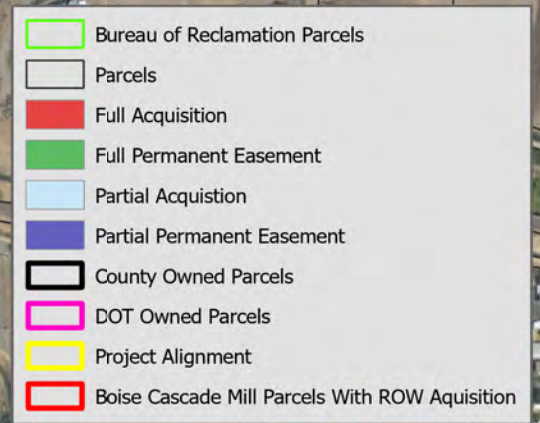 Bureau of Reclamation Parcels
Parcels
Full Acquisition
Full Permanent Easement
Partial Acquistion
Partial Permanent Easement
County Owned Parcels
DOT Owned Parcels
Project Alignment
Boise Cascade Mill Parcels With ROW Aquisition